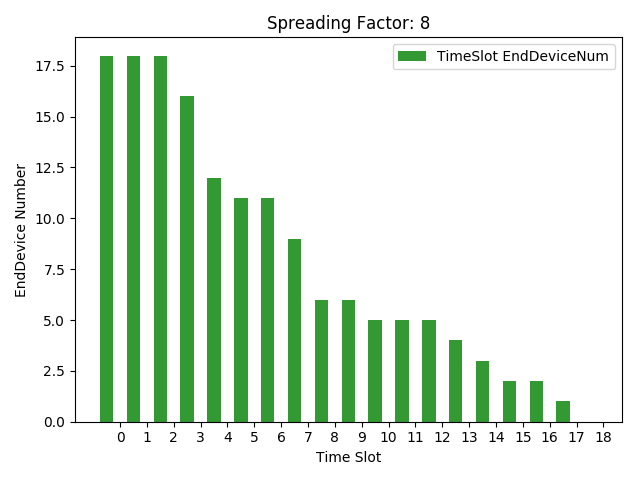 Spreading Factor: 8
TimeSlot EndDeviceNum
17.5
15.0
12.5
10.0
7.5
5.0
2.5
0.0
EndDevice Number
0 1 2 3 4 5 6 7 8 9 10 11 12 13 14 15 16 17 18
Time Slot